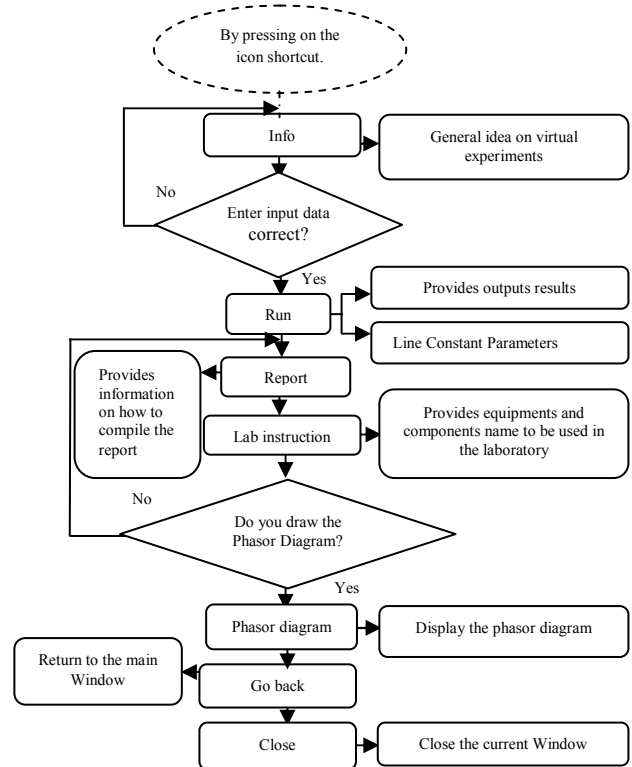 By pressing on the
icon shortcut.
Info
General idea on virtual
experiments
No
Enter input data
correct?
Yes
Provides outputs results
Run
Line Constant Parameters
Provides
information
on how to
compile the
report
Report
Lab instruction
Provides equipments and
components name to be used in
the laboratory
No
Do you draw the
Phasor Diagram?
Yes
Phasor diagram
Display the phasor diagram
Return to the main
Window
Go back
Close
Close the current Window